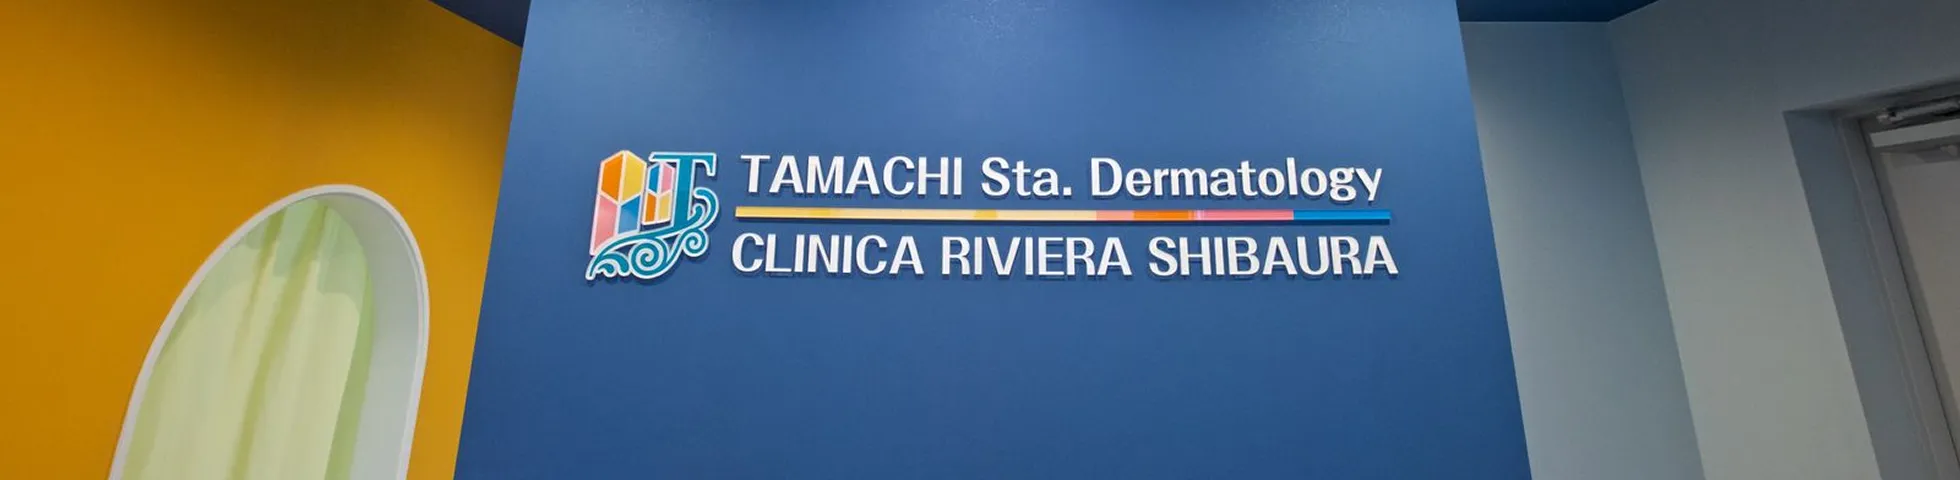 TAMACHI Sta. Dermatology
CLINICA RIVIERA SHIBAURA